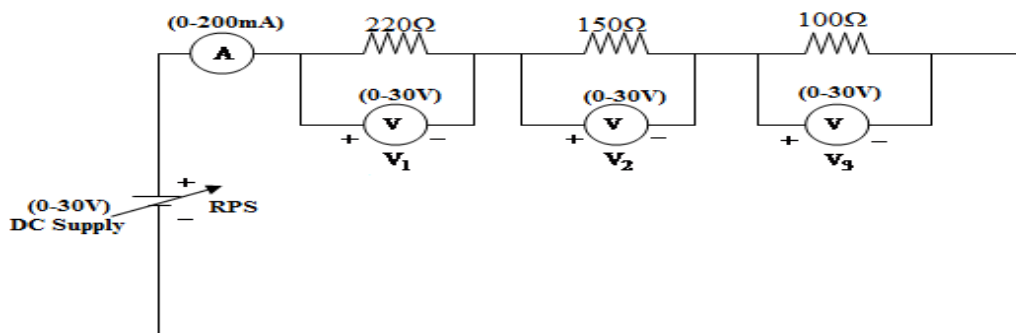 (0-200mA)
220Ω
150Ω
100Ω
A
(0-30V)
(0-30V)
(0-30V)
V
V
V
+ −
+ −
+ −
V1
V2
V3
+
(0-30V)
DC Supply
RPS
−